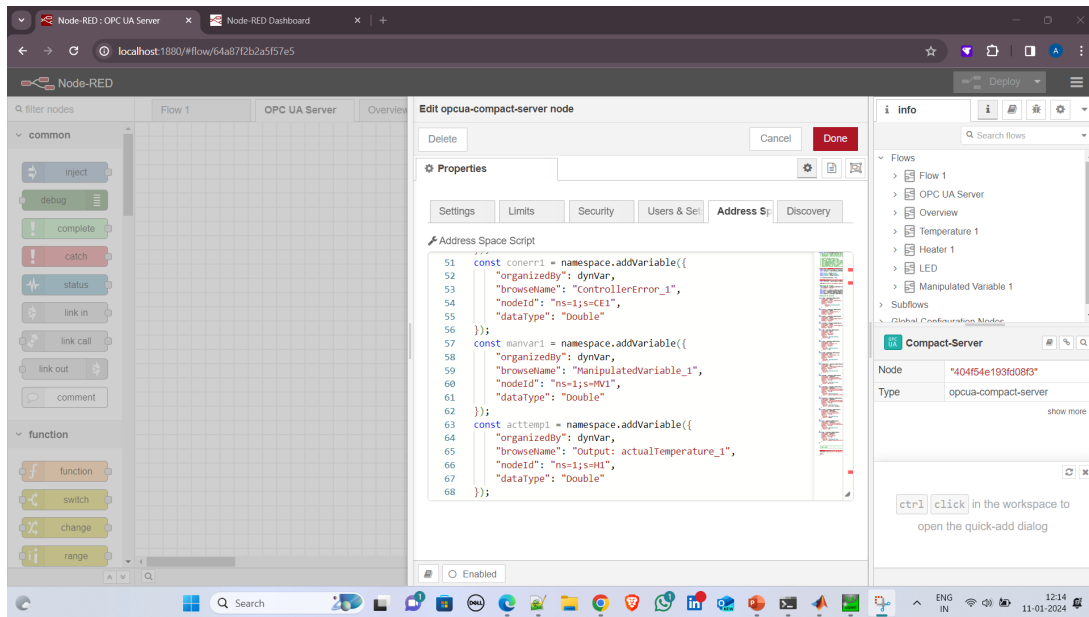 Node-RED : OPC UA Server
Node-RED Dashboard
localhost:1880/#flow/64a87f2b2a5f57e5
A
Node-RED
Deploy
filter nodes
common
inject
debug
complete
catch
status
link in
link call
link out
comment
function
function
switch
change
range
Flow 1
OPC UA Server
Overview
Edit opcua-compact-server node
Delete
Cancel
Done
Properties
Settings
Limits
Security
Users & Set
Address Sp
Discovery
Address Space Script
51 const conerr1 = namespace.addVariable({
52 "organizedBy": dynVar,
53 "browseName": "ControllerError_1",
54 "nodeId": "ns=1;s=CE1",
55 "dataType": "Double"
56 });
57 const manvar1 = namespace.addVariable({
58 "organizedBy": dynVar,
59 "browseName": "ManipulatedVariable_1",
60 "nodeId": "ns=1;s=MV1",
61 "dataType": "Double"
62 });
63 const acttemp1 = namespace.addVariable({
64 "organizedBy": dynVar,
65 "browseName": "Output: actualTemperature_1",
66 "nodeId": "ns=1;s=H1",
67 "dataType": "Double"
68 });
Enabled
i info
i
Search flows
Flows
Flow 1
OPC UA Server
Overview
Temperature 1
Heater 1
LED
Manipulated Variable 1
Subflows
Global Configuration Nodes
OPC UA
Compact-Server
Node "404f54e193fd08f3"
Type opcua-compact-server
show more
ctrl click in the workspace to
open the quick-add dialog
Search
DELL
in
ENG
IN
12:14
11-01-2024